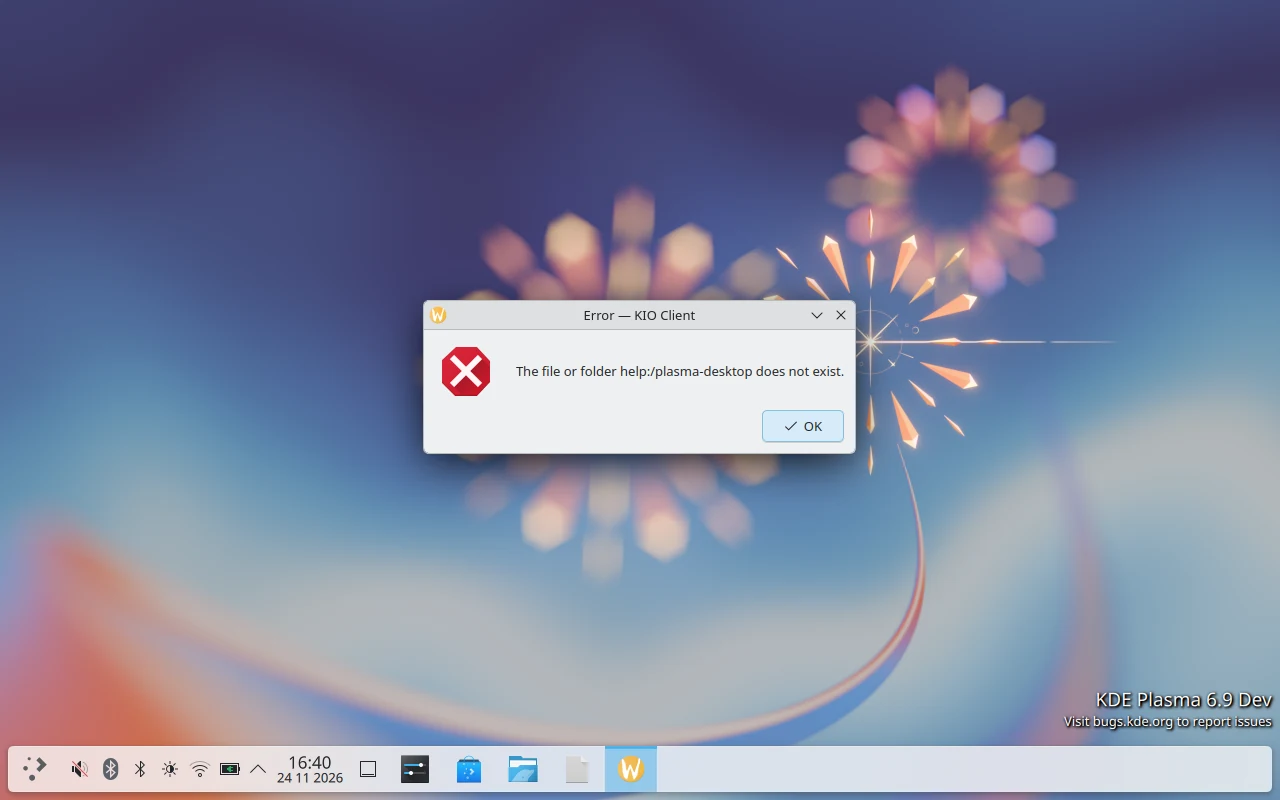 Error — KIO Client
The file or folder help:/plasma-desktop does not exist.
OK
KDE Plasma 6.9 Dev
Visit bugs.kde.org to report issues
16:40
24 11 2026